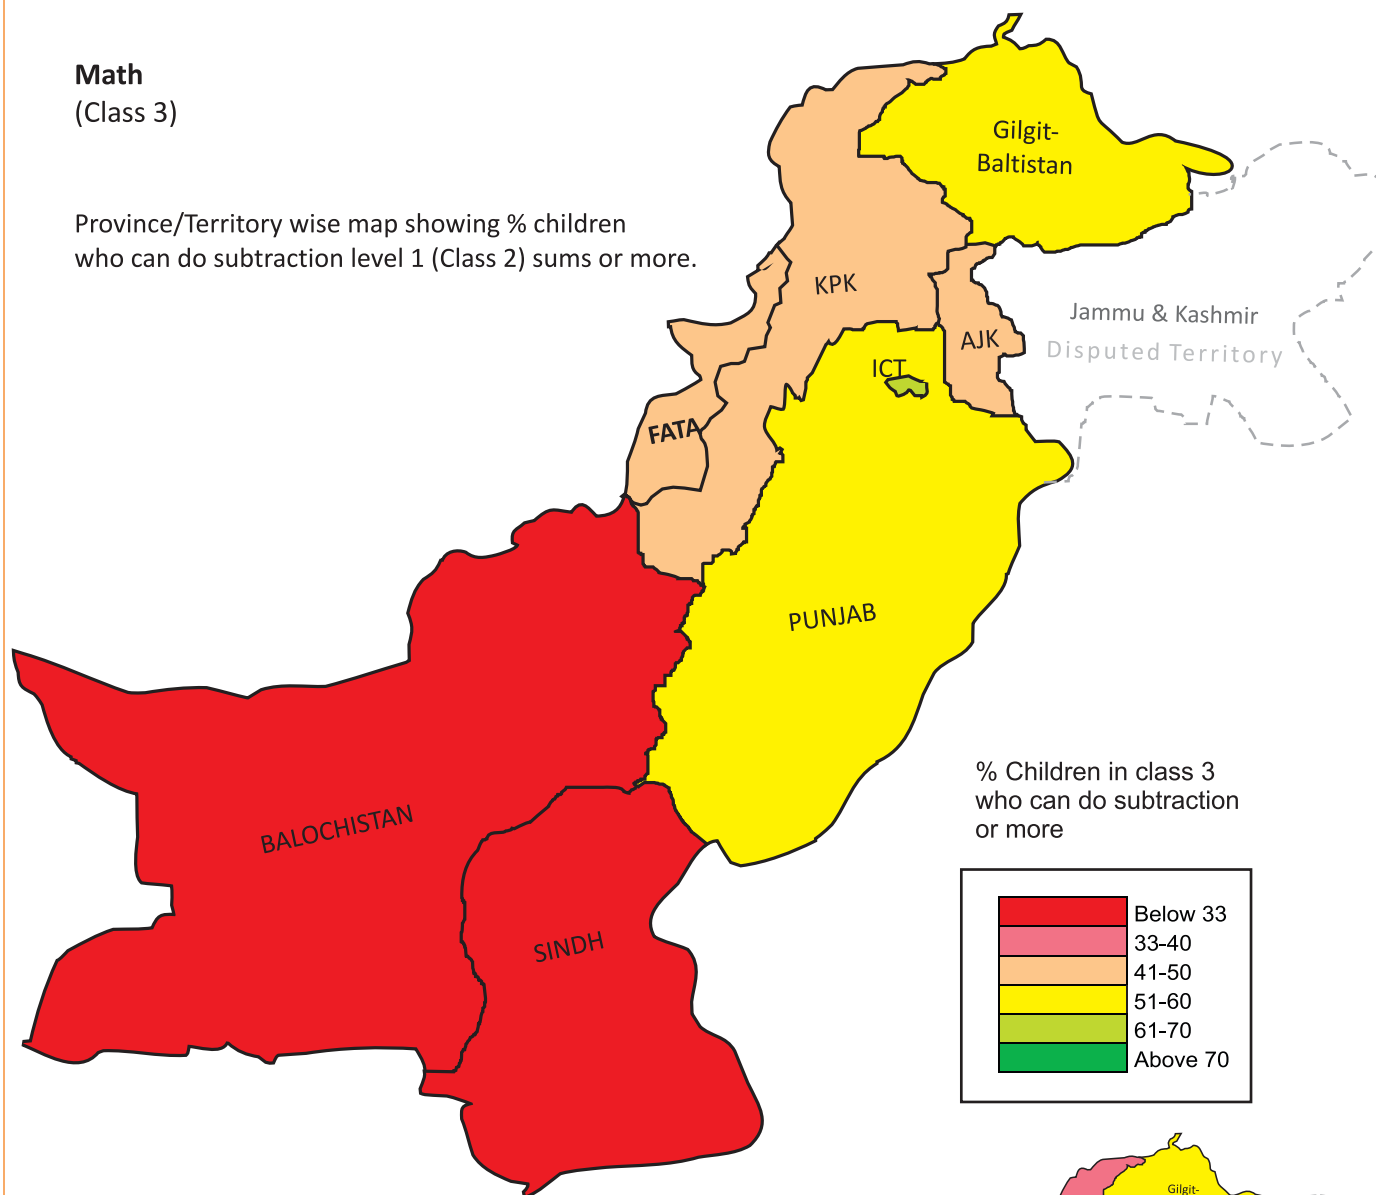 Math
(Class 3)
Province/Territory wise map showing % children
who can do subtraction level 1 (Class 2) sums or more.
Gilgit-
Baltistan
KPK
Jammu & Kashmir
AJK
Disputed Territory
ICT
FATA
PUNJAB
BALOCHISTAN
SINDH
% Children in class 3
who can do subtraction
or more
Below 33
33-40
41-50
51-60
61-70
Above 70
Gilgit-